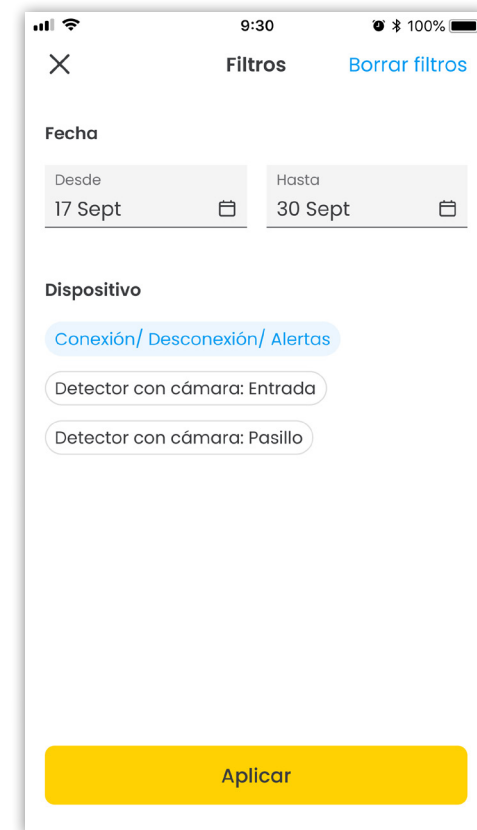 9:30
100%
Filtros
Borrar filtros
Fecha
Desde
Hasta
17 Sept
30 Sept
Dispositivo
Conexión/ Desconexión/ Alertas
Detector con cámara: Entrada
Detector con cámara: Pasillo
Aplicar